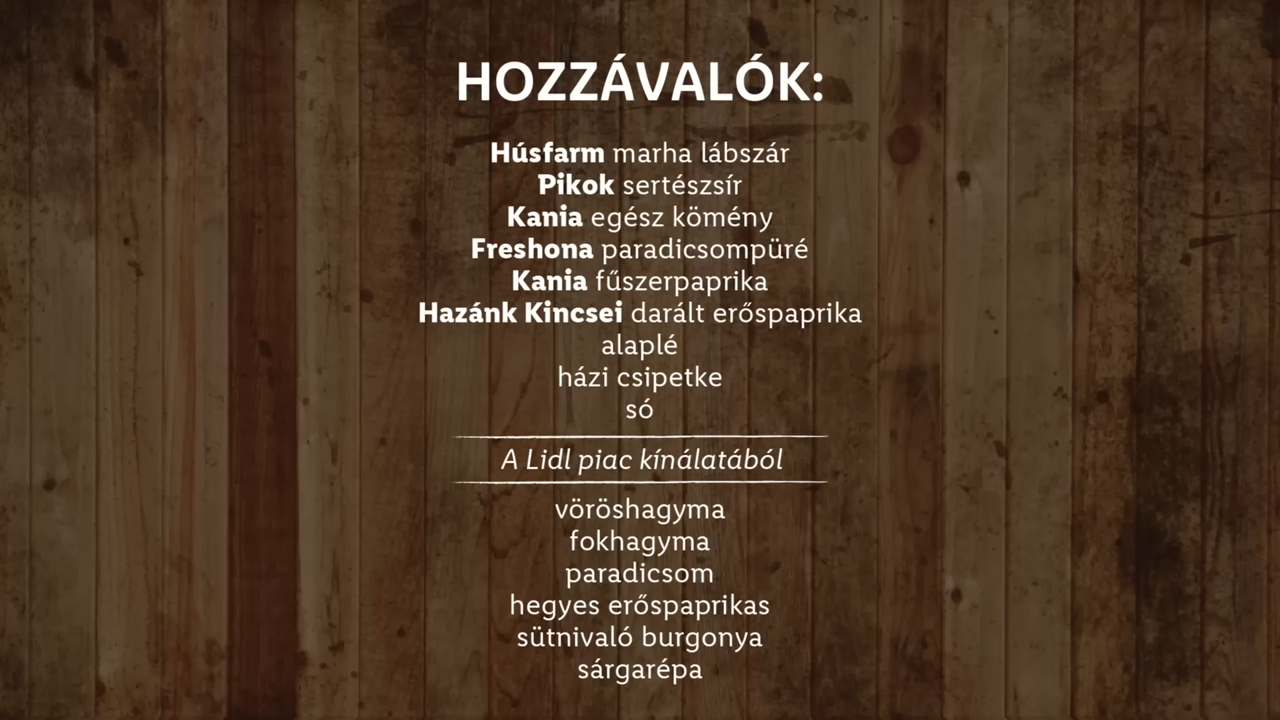 HOZZÁVALÓK:
Húsfarm marha lábszár
Pikok sertészsír
Kania egész kömény
Freshona paradicsompüré
Kania fűszerpaprika
Hazánk Kincsei darált erőspaprika
alaplé
házi csipetke
só
A Lidl piac kínálatából
vöröshagyma
fokhagyma
paradicsom
hegyes erőspaprikas
sütnivaló burgonya
sárgarépa